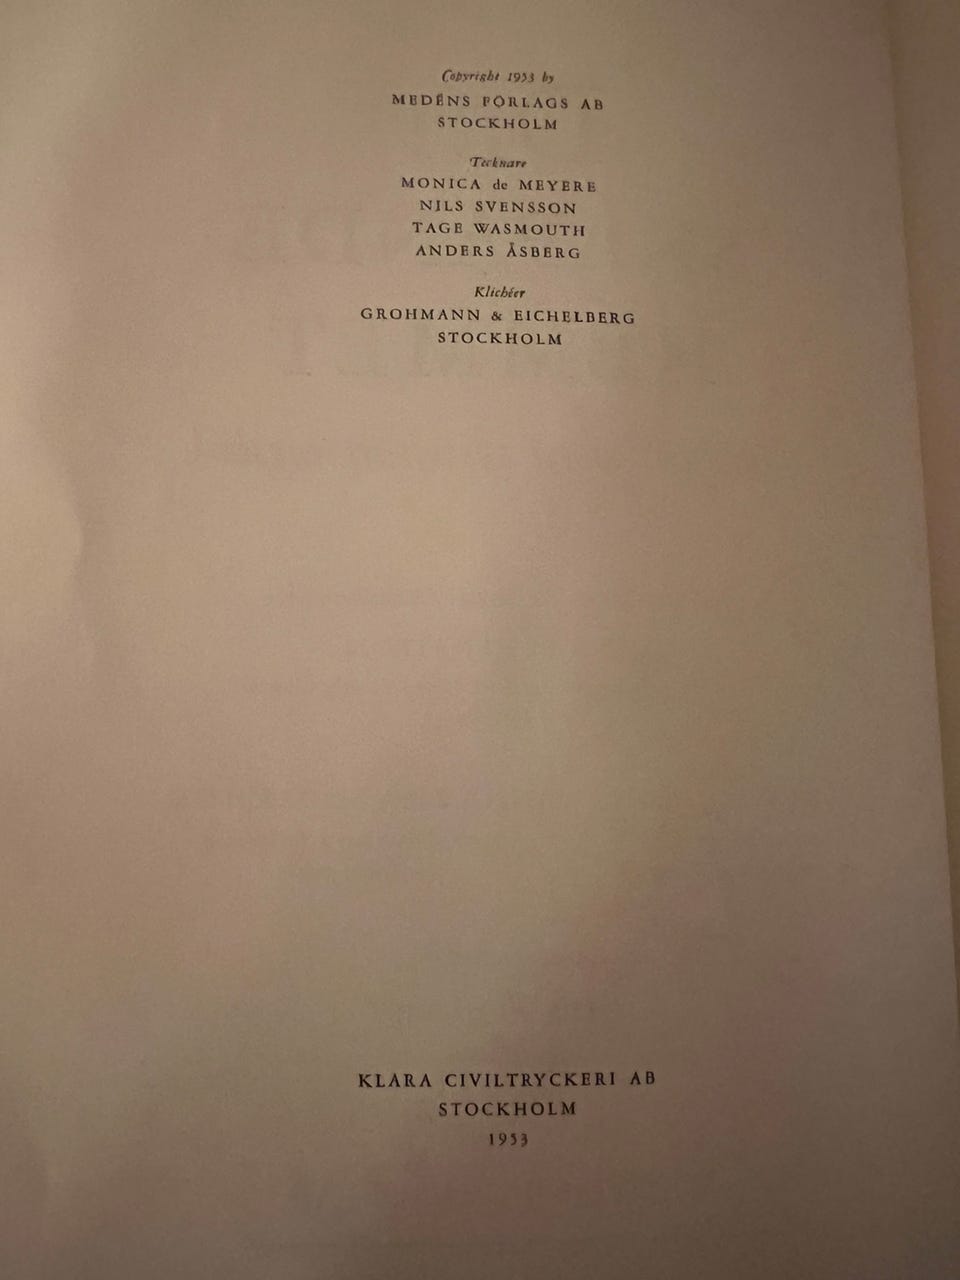 Copyright 1953 by
MEDÉNS FÖRLAGS AB
STOCKHOLM
Tecknare
MONICA de MEYERE
NILS SVENSSON
TAGE WASMOUTH
ANDERS ÅSBERG
Klichéer
GROHMANN & EICHELBERG
STOCKHOLM
KLARA CIVILTRYCKERI AB
STOCKHOLM
1953